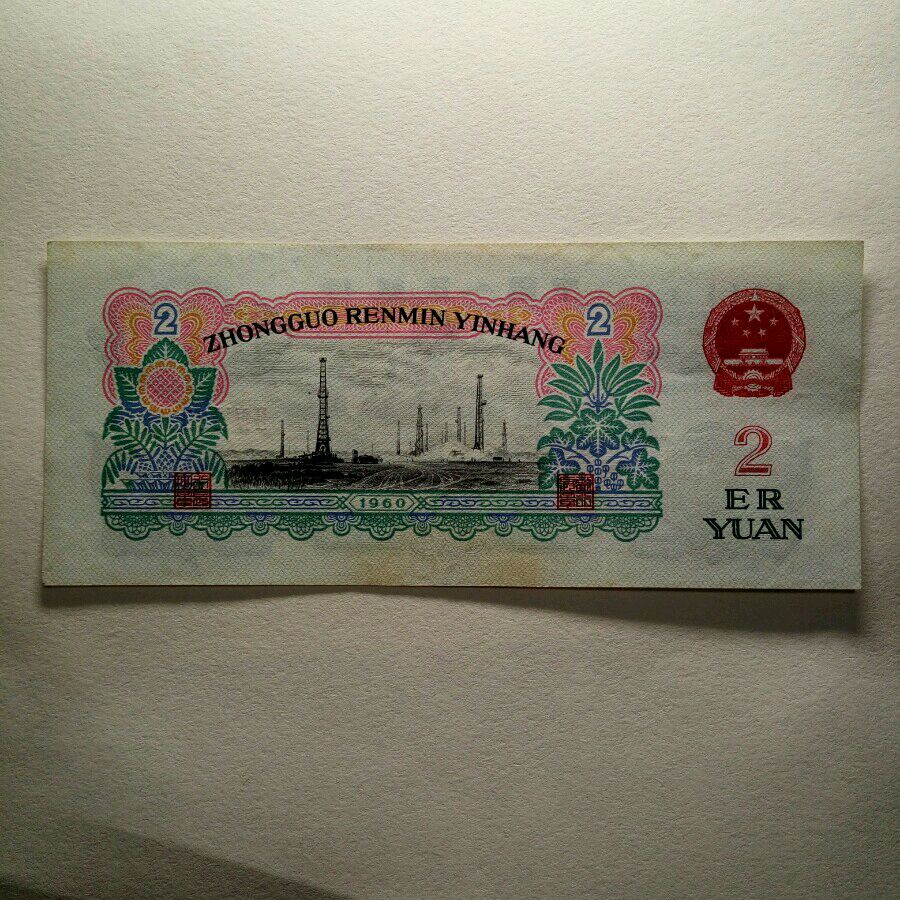 2
2
ZHONGGUO RENMIN YINHANG
1960
2
ER
YUAN